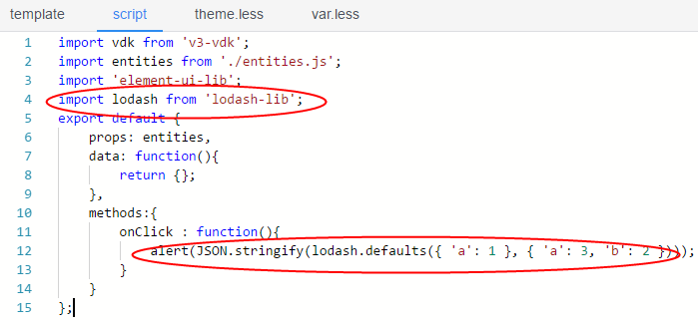 template script theme.less var.less
1 import vdk from 'v3-vdk';
2 import entities from './entities.js';
3 import 'element-ui-lib';
4 import lodash from 'lodash-lib';
5 export default {
6 props: entities,
7 data: function(){
8 return {};
9 },
10 methods:{
11 onClick : function(){
12 alert(JSON.stringify(lodash.defaults({ 'a': 1 }, { 'a': 3, 'b': 2 })));
13 }
14 }
15 };